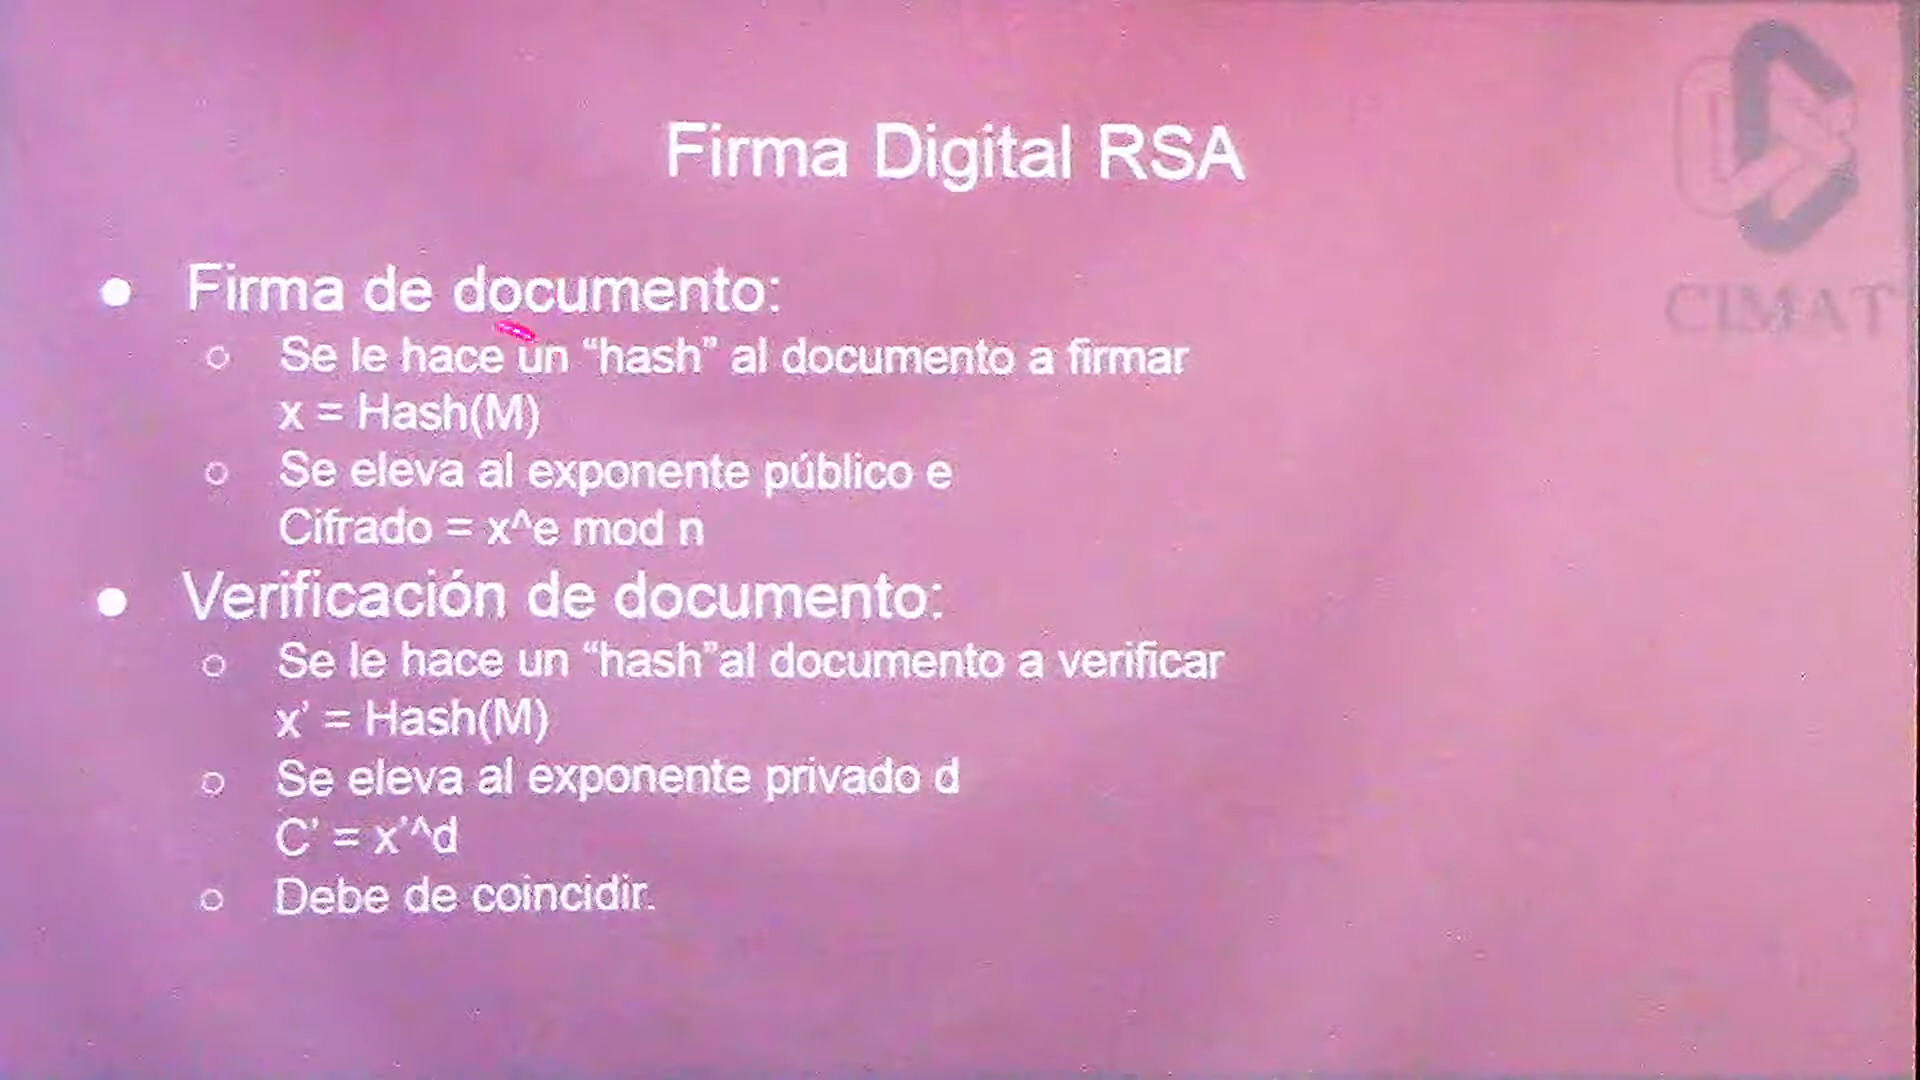 Firma Digital RSA
CIMAT
● Firma de documento:
○ Se le hace un “hash” al documento a firmar
x = Hash(M)
○ Se eleva al exponente público e
Cifrado = x^e mod n
● Verificación de documento:
○ Se le hace un “hash”al documento a verificar
x’ = Hash(M)
○ Se eleva al exponente privado d
C’ = x’^d
○ Debe de coincidir.